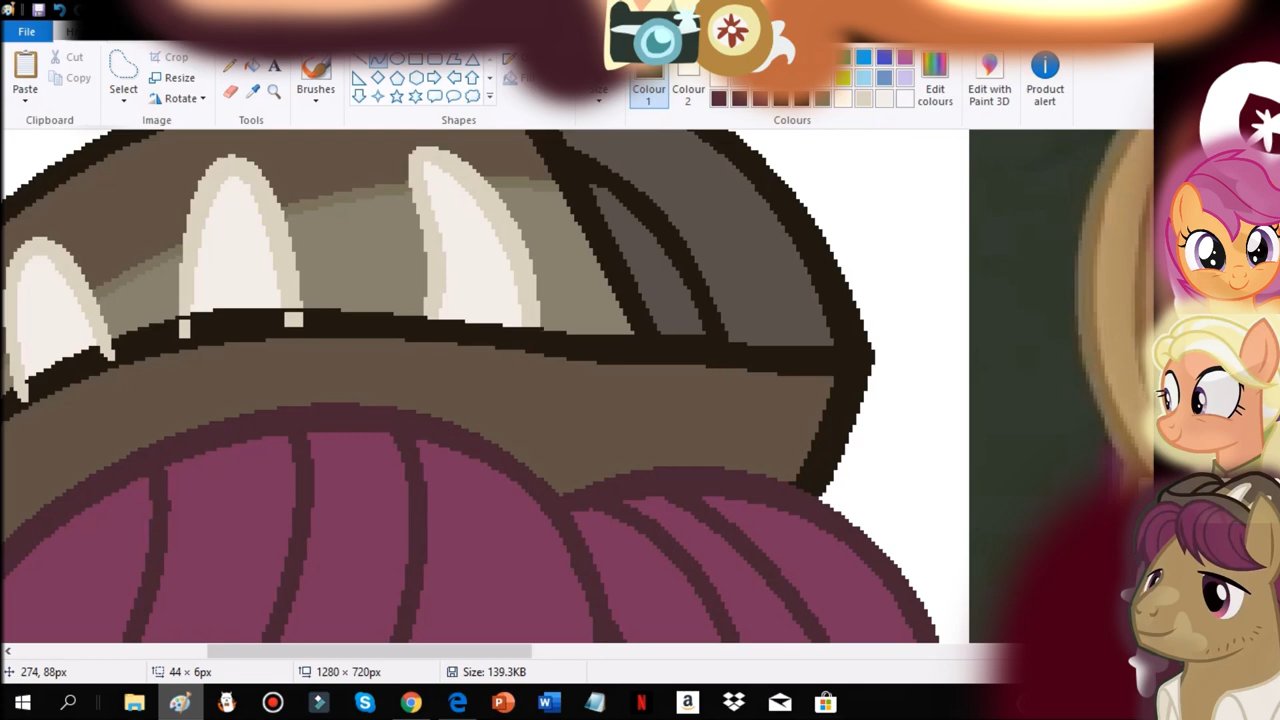 File
Cut
Copy
Paste
Crop
Resize
Rotate
Select
Brushes
Colour 1
Colour 2
Edit colours
Edit with Paint 3D
Product alert
Clipboard
Image
Tools
Shapes
Colours
274, 88px
44 × 6px
1280 × 720px
Size: 139.3KB